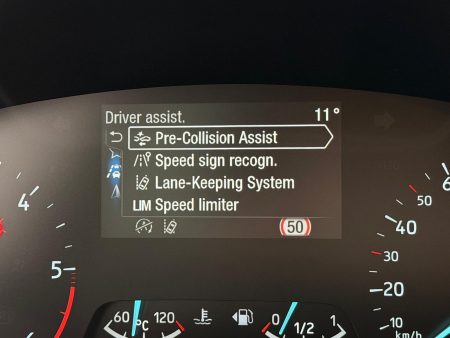 Driver assist. 11°
Pre-Collision Assist
Speed sign recogn.
Lane-Keeping System
LIM Speed limiter
50
4
5
60 °C 120
0 1/2 1
60
50
40
30
20
10
km/h